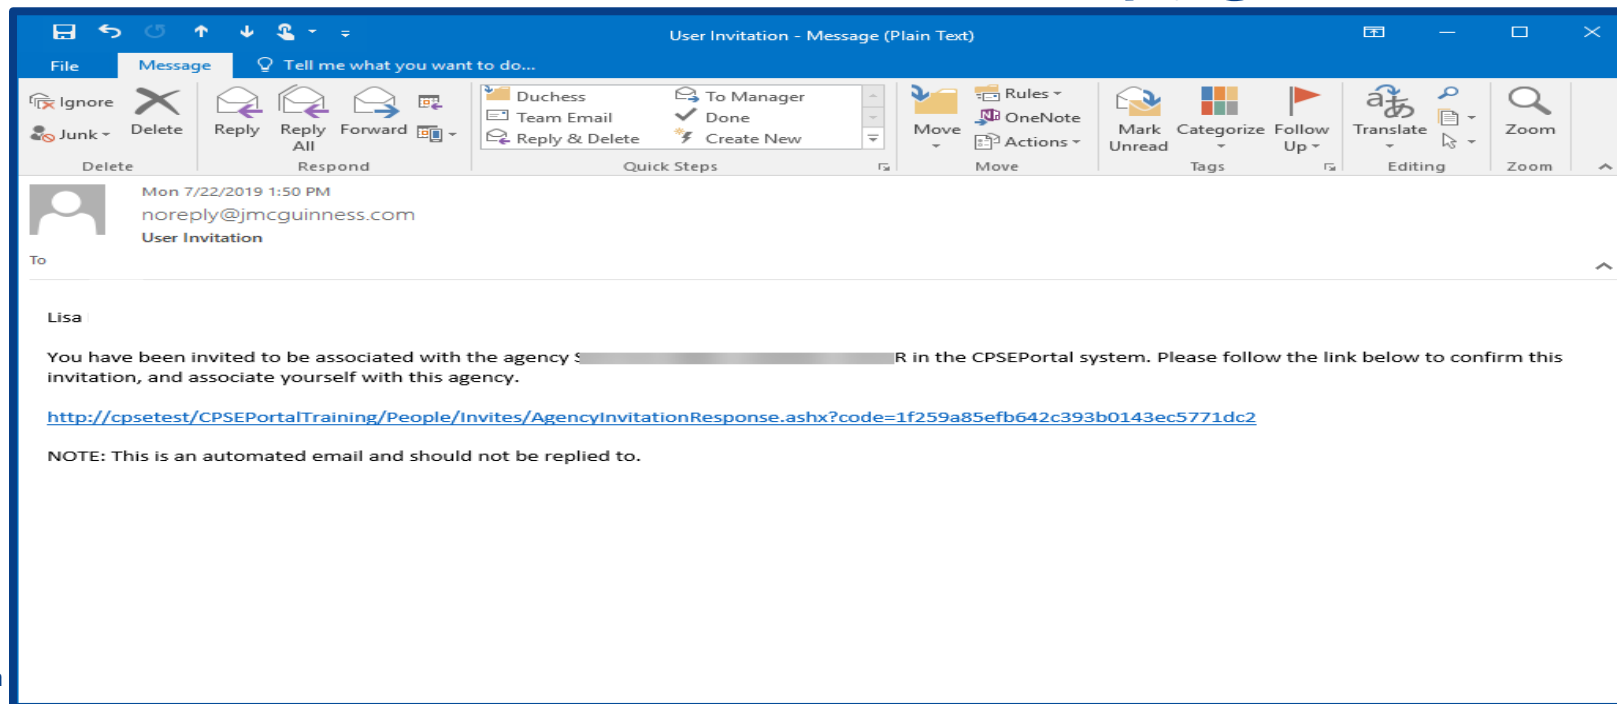 User Invitation - Message (Plain Text)
File Message Tell me what you want to do...
Ignore
Junk
Delete
Reply
Reply All
Forward
Duchess
Team Email
Reply & Delete
To Manager
Done
Create New
Move
Rules
OneNote
Actions
Mark Unread
Categorize
Follow Up
Translate
Zoom
Delete Respond Quick Steps Move Tags Editing Zoom
Mon 7/22/2019 1:50 PM
noreply@jmcguinness.com
User Invitation
To
Lisa
You have been invited to be associated with the agency S R in the CPSEPortal system. Please follow the link below to confirm this
invitation, and associate yourself with this agency.
http://cpsetest/CPSEPortalTraining/People/Invites/AgencyInvitationResponse.ashx?code=1f259a85efb642c393b0143ec5771dc2
NOTE: This is an automated email and should not be replied to.